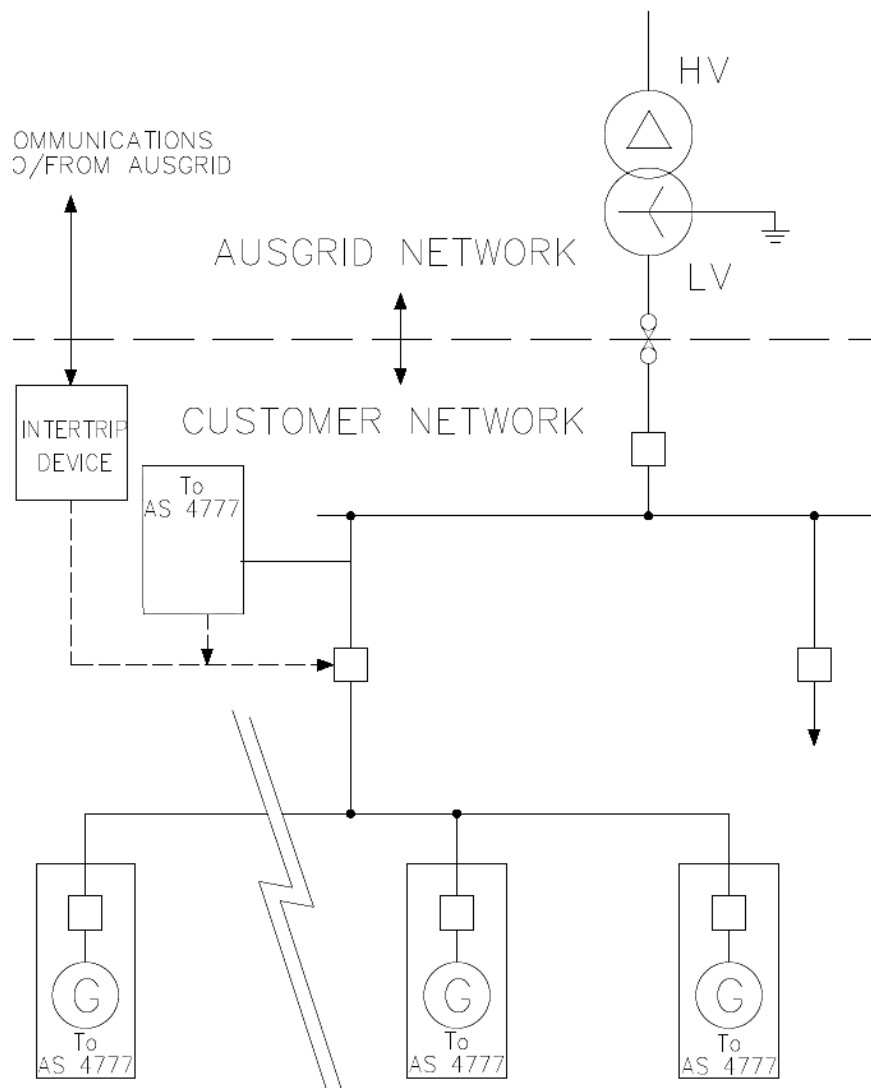 HV
OMMUNICATIONS
O/FROM AUSGRID
AUSGRID NETWORK
LV
CUSTOMER NETWORK
INTERTRIP
DEVICE
To
AS 4777
G
To
AS 4777
G
To
AS 4777
G
To
AS 4777